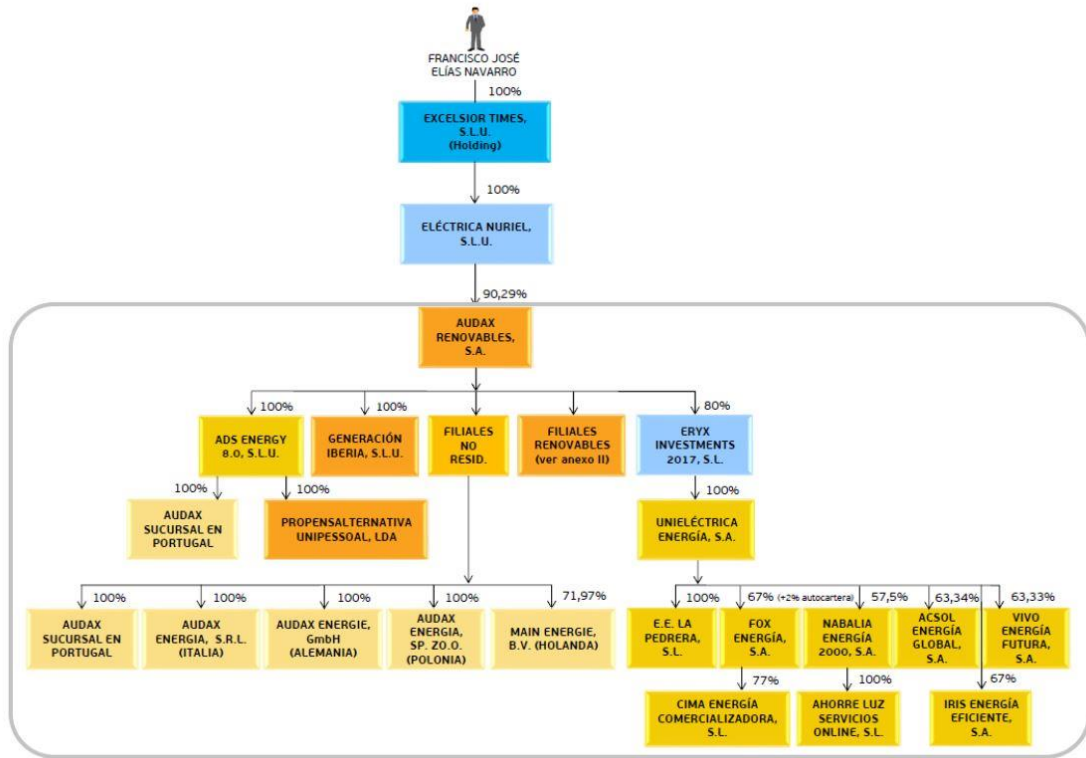 FRANCISCO JOSÉ
ELÍAS NAVARRO
100%
EXCELSIOR TIMES,
S.L.U.
(Holding)
100%
ELÉCTRICA NURIEL,
S.L.U.
90,29%
AUDAX
RENOVABLES,
S.A.
100%
100%
80%
ADS ENERGY
8.0, S.L.U.
GENERACIÓN
IBERIA, S.L.U.
FILIALES
NO
RESID.
FILIALES
RENOVABLES
(ver anexo II)
ERYX
INVESTMENTS
2017, S.L.
100%
100%
100%
AUDAX
SUCURSAL EN
PORTUGAL
PROPENSALTERNATIVA
UNIPESSOAL, LDA
UNIELÉCTRICA
ENERGÍA, S.A.
100%
100%
100%
100%
71,97%
100%
67% (+2% autocartera)
57,5%
63,34%
63,33%
AUDAX
SUCURSAL EN
PORTUGAL
AUDAX
ENERGIA, S.R.L.
(ITALIA)
AUDAX ENERGIE,
GmbH
(ALEMANIA)
AUDAX
ENERGIA,
SP. ZO.O.
(POLONIA)
MAIN ENERGIE,
B.V. (HOLANDA)
E.E. LA
PEDRERA,
S.L.
FOX
ENERGÍA,
S.A.
NABALIA
ENERGÍA
2000, S.A.
ACSOL
ENERGÍA
GLOBAL,
S.A.
VIVO
ENERGÍA
FUTURA,
S.A.
77%
100%
67%
CIMA ENERGÍA
COMERCIALIZADORA,
S.L.
AHORRE LUZ
SERVICIOS
ONLINE, S.L.
IRIS ENERGÍA
EFICIENTE,
S.A.